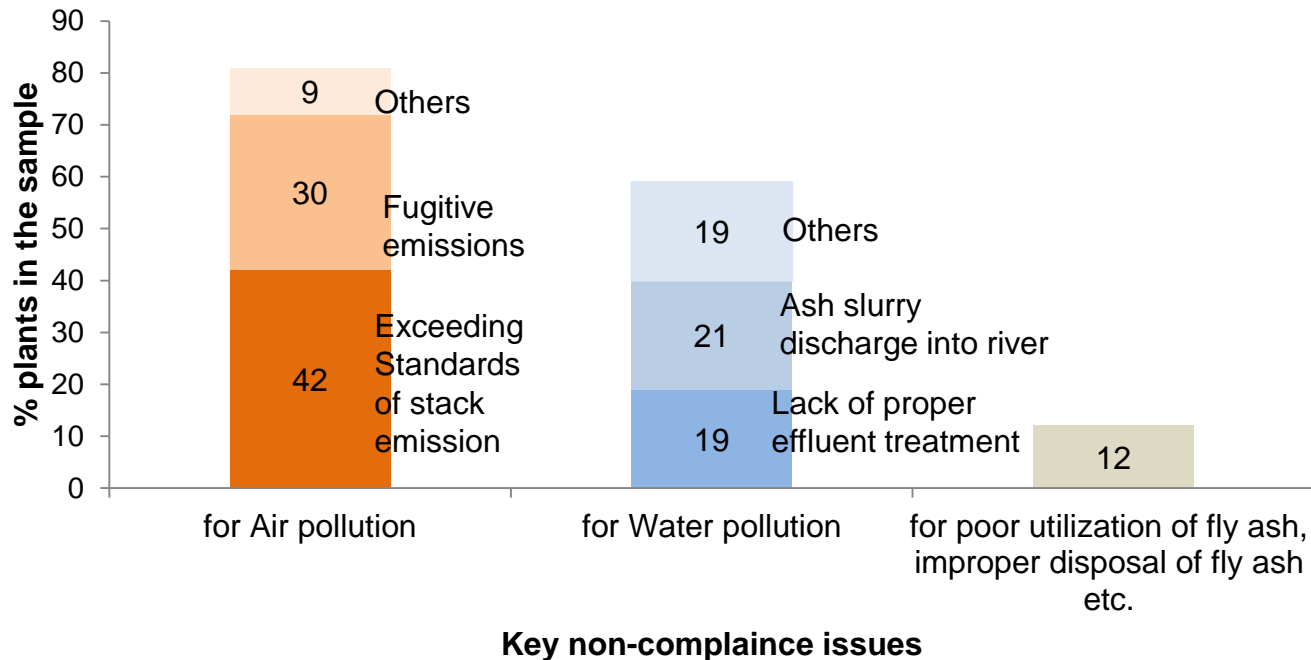 % plants in the sample
90
80
70
60
50
40
30
20
10
0
9
Others
30
Fugitive
emissions
42
Exceeding
Standards
of stack
emission
19
Others
21
Ash slurry
discharge into river
19
Lack of proper
effluent treatment
12
for Air pollution
for Water pollution
for poor utilization of fly ash,
improper disposal of fly ash
etc.
Key non-complaince issues